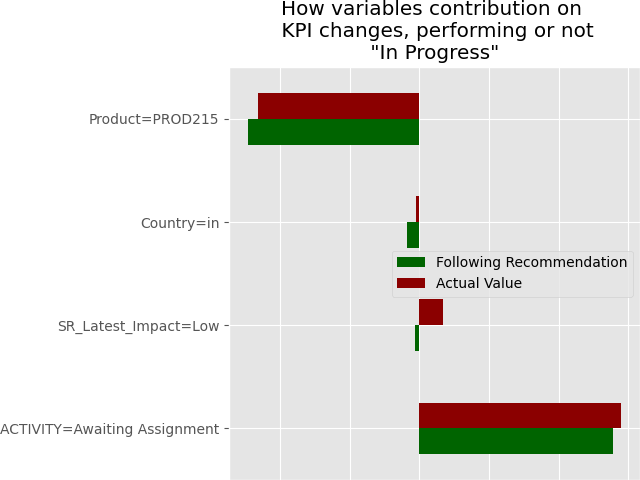 How variables contribution on
KPI changes, performing or not
"In Progress"
Product=PROD215
Country=in
Following Recommendation
Actual Value
SR_Latest_Impact=Low
ACTIVITY=Awaiting Assignment